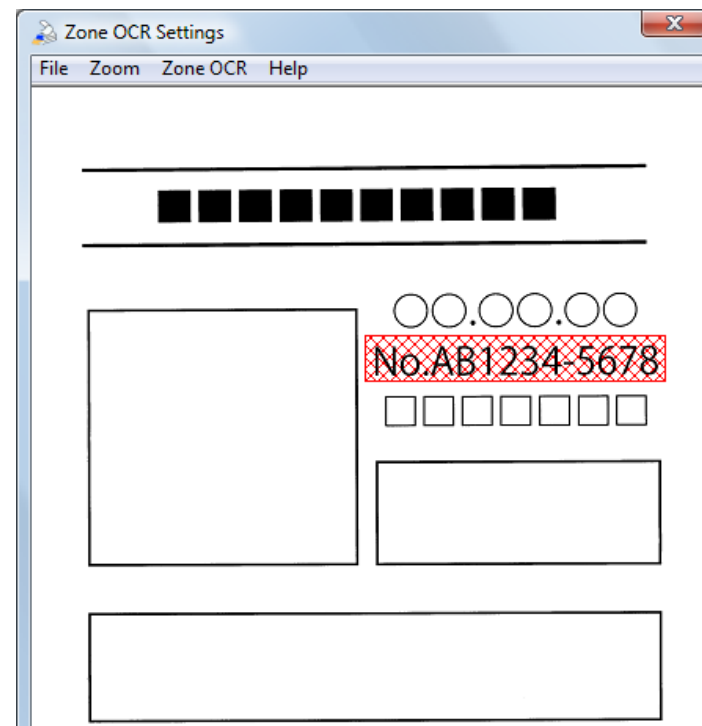 Zone OCR Settings
File Zoom Zone OCR Help
■■■■■■■■■■
○○.○○.○○
No.AB1234-5678
□□□□□□□